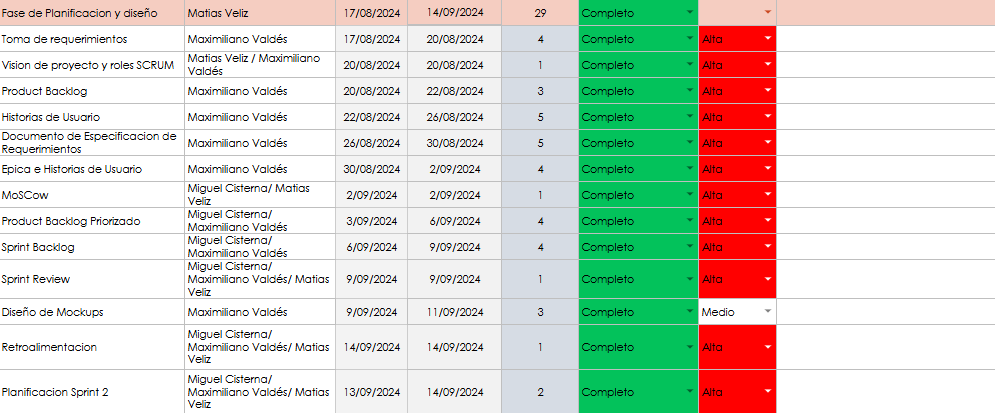 Fase de Planificacion y diseño Matias Veliz 17/08/2024 14/09/2024 29 Completo
Toma de requerimientos Maximiliano Valdés 17/08/2024 20/08/2024 4 Completo Alta
Vision de proyecto y roles SCRUM Matias Veliz / Maximiliano Valdés 20/08/2024 20/08/2024 1 Completo Alta
Product Backlog Maximiliano Valdés 20/08/2024 22/08/2024 3 Completo Alta
Historias de Usuario Maximiliano Valdés 22/08/2024 26/08/2024 5 Completo Alta
Documento de Especificacion de Requerimientos Maximiliano Valdés 26/08/2024 30/08/2024 5 Completo Alta
Epica e Historias de Usuario Maximiliano Valdés 30/08/2024 2/09/2024 4 Completo Alta
MoSCow Miguel Cisterna/ Matias Veliz 2/09/2024 2/09/2024 1 Completo Alta
Product Backlog Priorizado Miguel Cisterna/ Maximiliano Valdés 3/09/2024 6/09/2024 4 Completo Alta
Sprint Backlog Miguel Cisterna/ Maximiliano Valdés 6/09/2024 9/09/2024 4 Completo Alta
Sprint Review Miguel Cisterna/ Maximiliano Valdés/ Matias Veliz 9/09/2024 9/09/2024 1 Completo Alta
Diseño de Mockups Maximiliano Valdés 9/09/2024 11/09/2024 3 Completo Medio
Retroalimentacion Miguel Cisterna/ Maximiliano Valdés/ Matias Veliz 14/09/2024 14/09/2024 1 Completo Alta
Planificacion Sprint 2 Miguel Cisterna/ Maximiliano Valdés/ Matias Veliz 13/09/2024 14/09/2024 2 Completo Alta